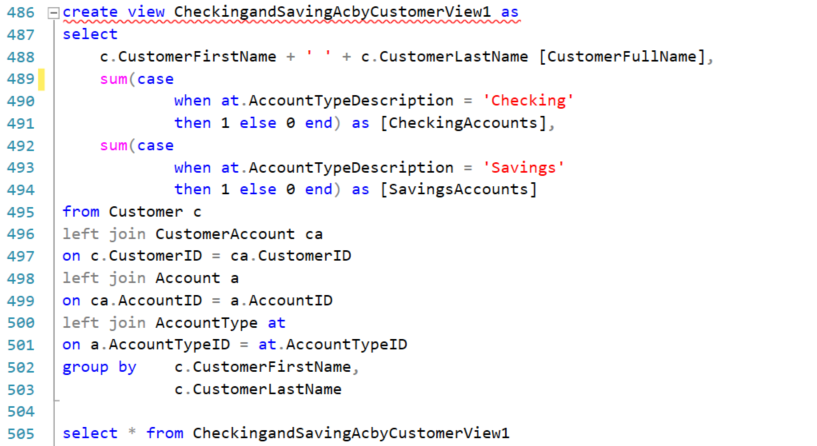 486 create view CheckingandSavingAcbyCustomerView1 as
487 select
488 c.CustomerFirstName + ' ' + c.CustomerLastName [CustomerFullName],
489 sum(case
490 when at.AccountTypeDescription = 'Checking'
491 then 1 else 0 end) as [CheckingAccounts],
492 sum(case
493 when at.AccountTypeDescription = 'Savings'
494 then 1 else 0 end) as [SavingsAccounts]
495 from Customer c
496 left join CustomerAccount ca
497 on c.CustomerID = ca.CustomerID
498 left join Account a
499 on ca.AccountID = a.AccountID
500 left join AccountType at
501 on a.AccountTypeID = at.AccountTypeID
502 group by c.CustomerFirstName,
503 c.CustomerLastName
504
505 select * from CheckingandSavingAcbyCustomerView1